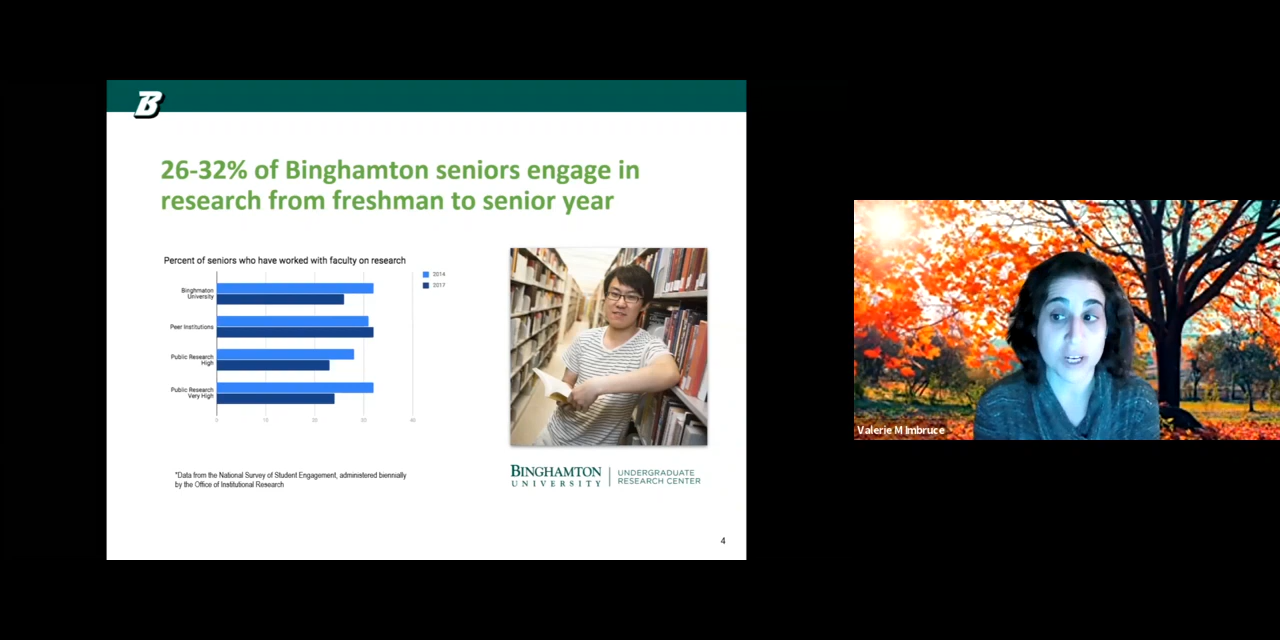 B
26-32% of Binghamton seniors engage in
research from freshman to senior year
Percent of seniors who have worked with faculty on research
2014
2017
Binghmaton
University
Peer Institutions
Public Research
High
Public Research
Very High
0
10
20
30
40
*Data from the National Survey of Student Engagement, administered biennially
by the Office of Institutional Research
BINGHAMTON
UNIVERSITY
UNDERGRADUATE
RESEARCH CENTER
4
Valerie M Imbruce